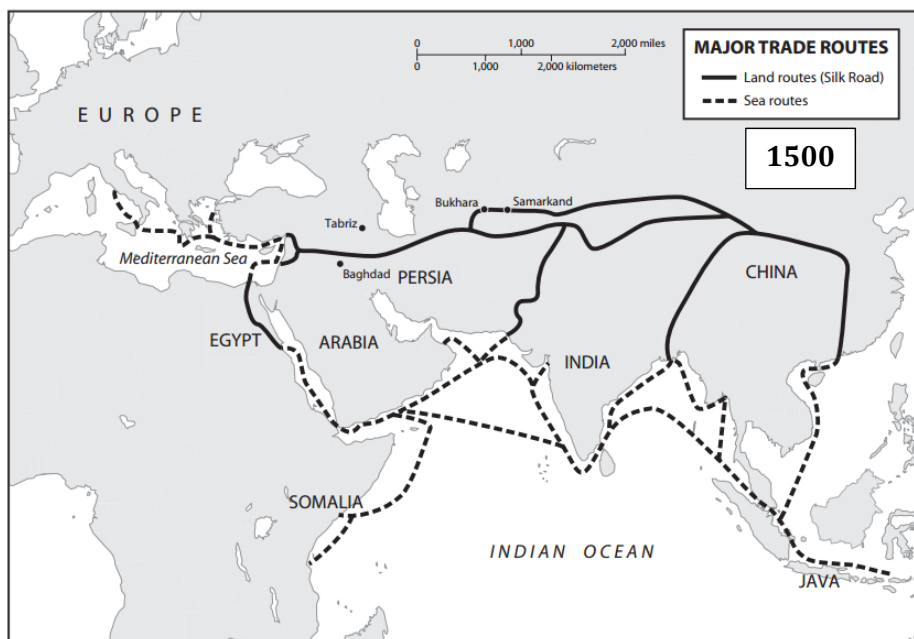 0 1,000 2,000 miles
0 1,000 2,000 kilometers
MAJOR TRADE ROUTES
Land routes (Silk Road)
Sea routes
1500
E U R O P E
Bukhara
Samarkand
Tabriz
Mediterranean Sea
Baghdad
PERSIA
CHINA
EGYPT
ARABIA
INDIA
SOMALIA
INDIAN OCEAN
JAVA